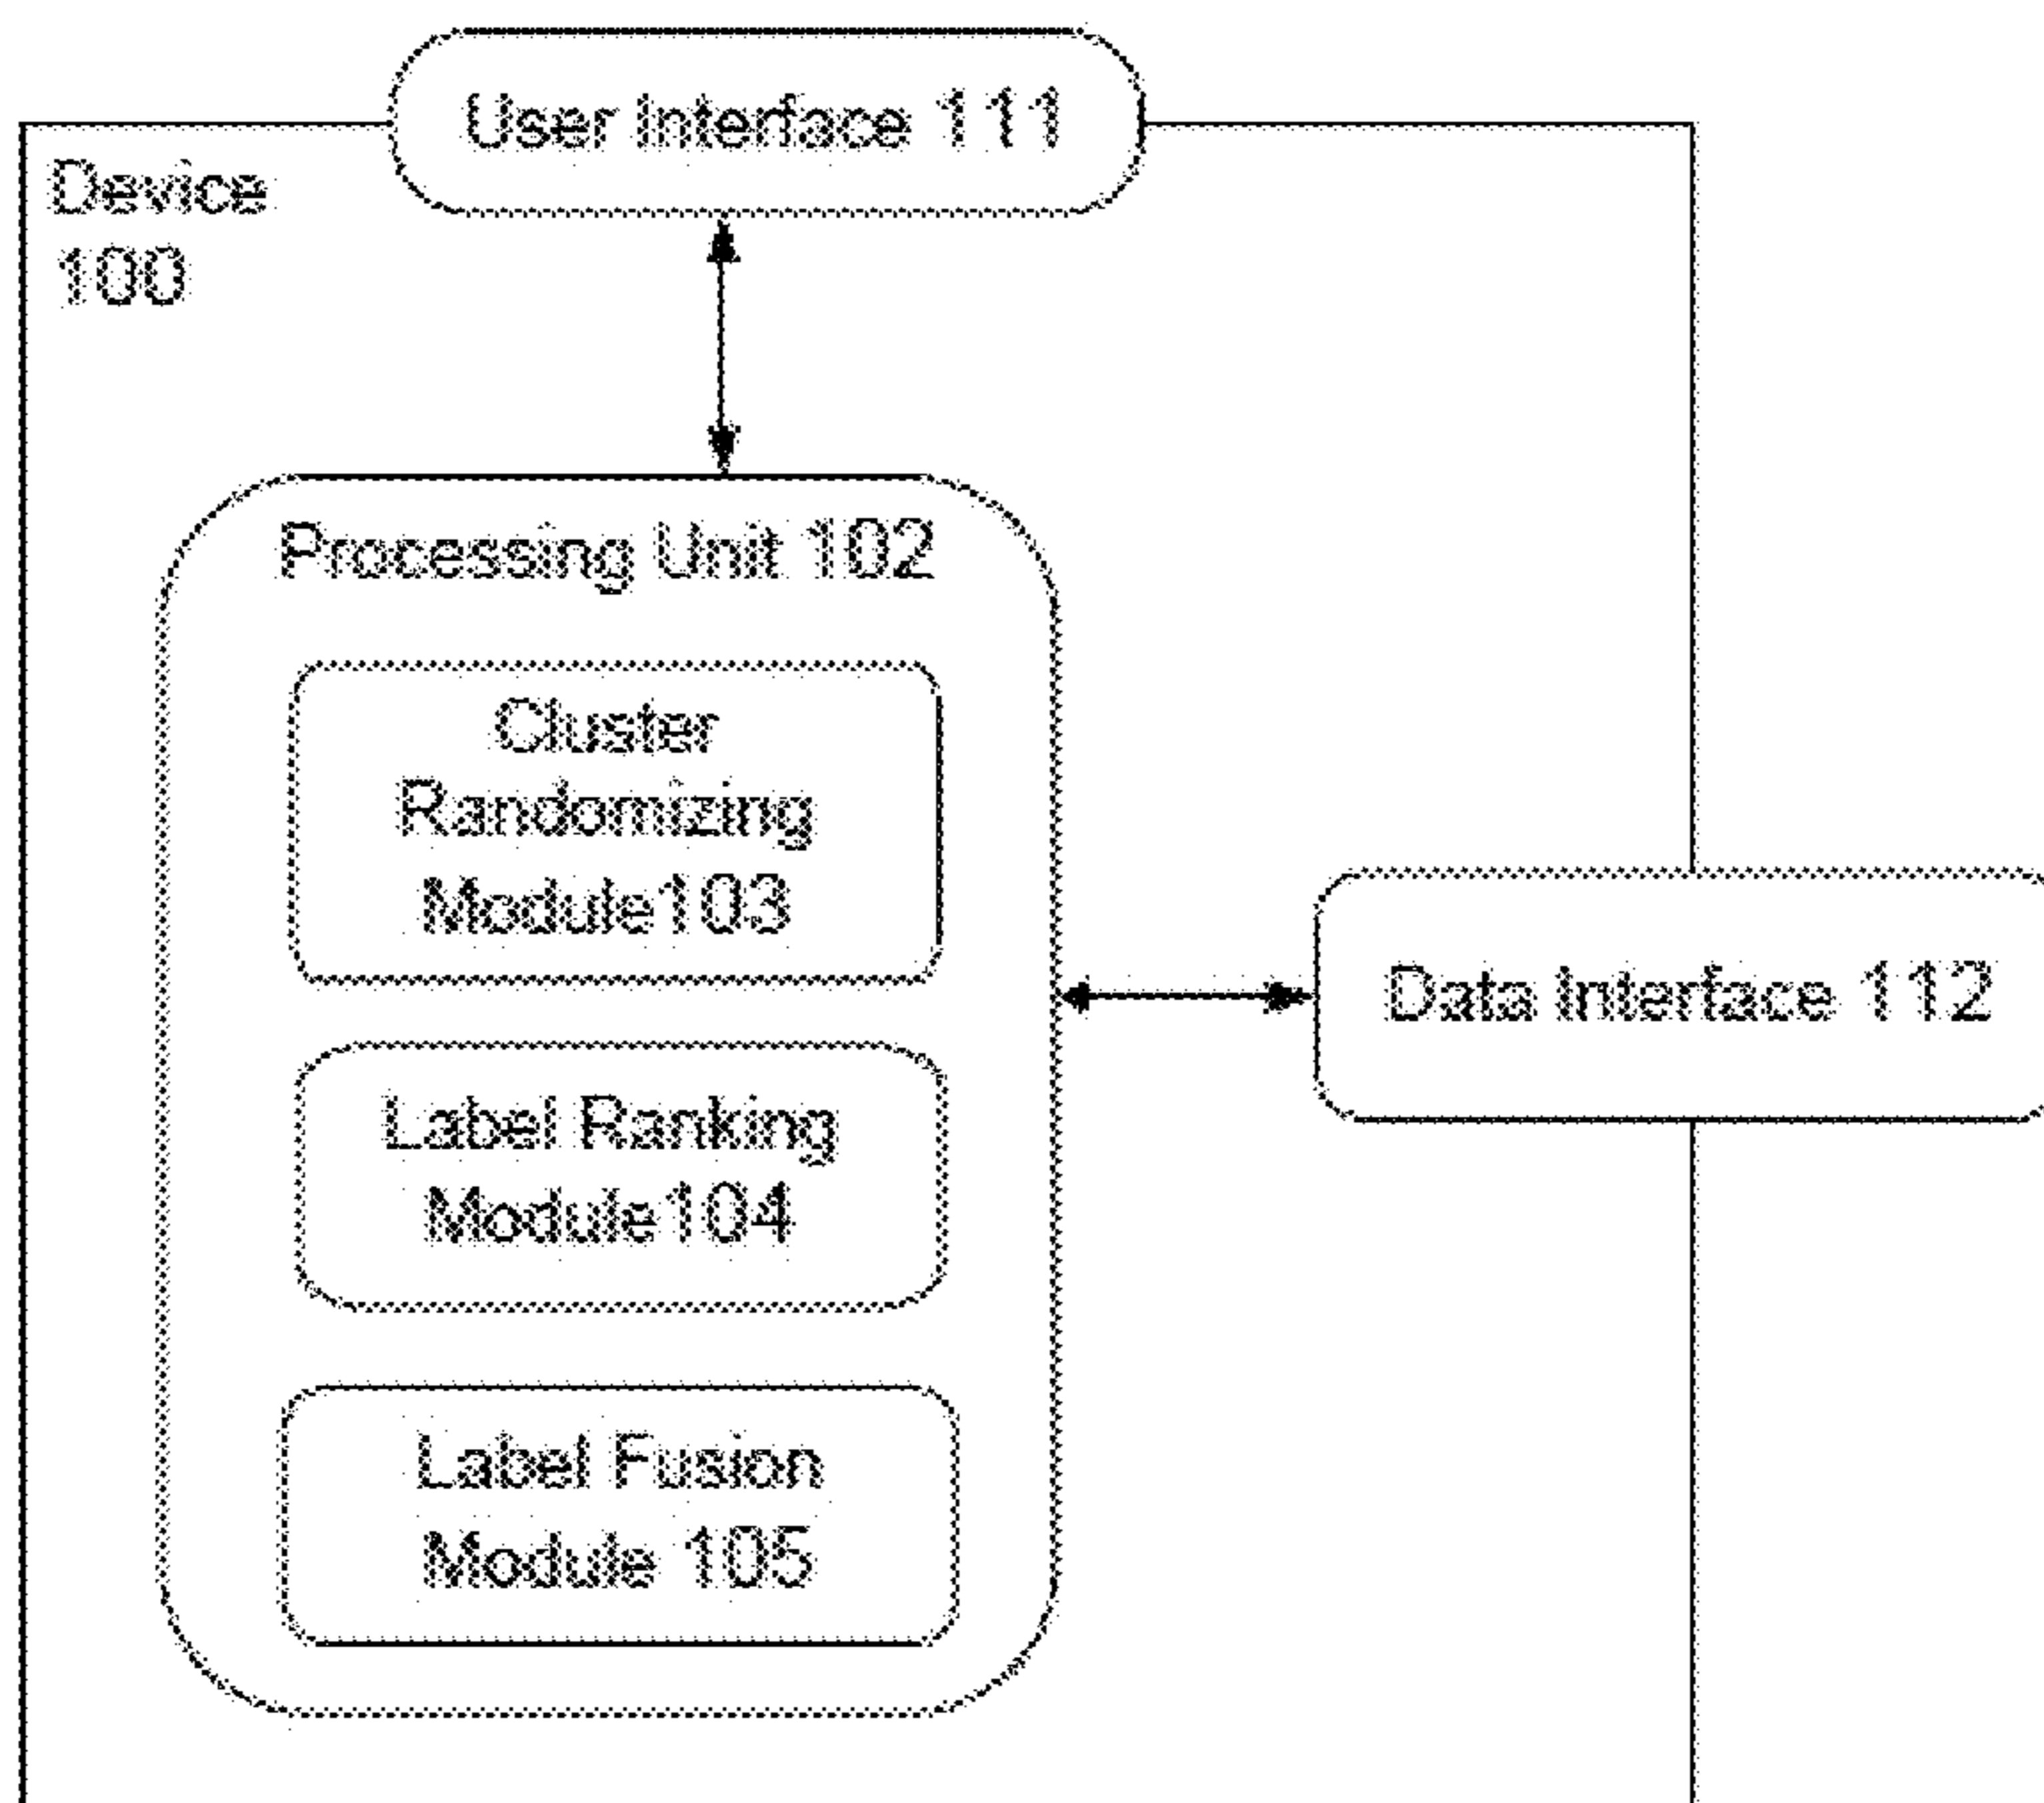 User Interface 111
Device
100
Processing Unit 102
Cluster
Randomizing
Module103
Data Interface 112
Label Ranking
Module104
Label Fusion
Module 105